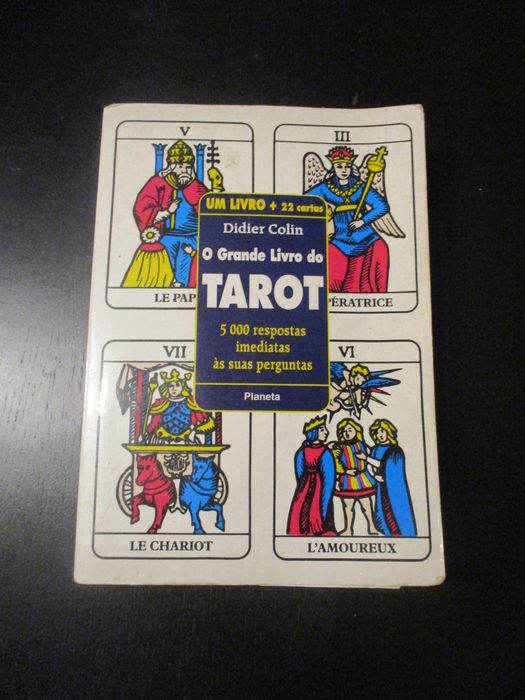 V
III
UM LIVRO + 22 cartas
Didier Colin
O Grande Livro do
TAROT
5 000 respostas
imediatas
às suas perguntas
Planeta
LE PAP
PÉRATRICE
VII
VI
LE CHARIOT
L'AMOUREUX